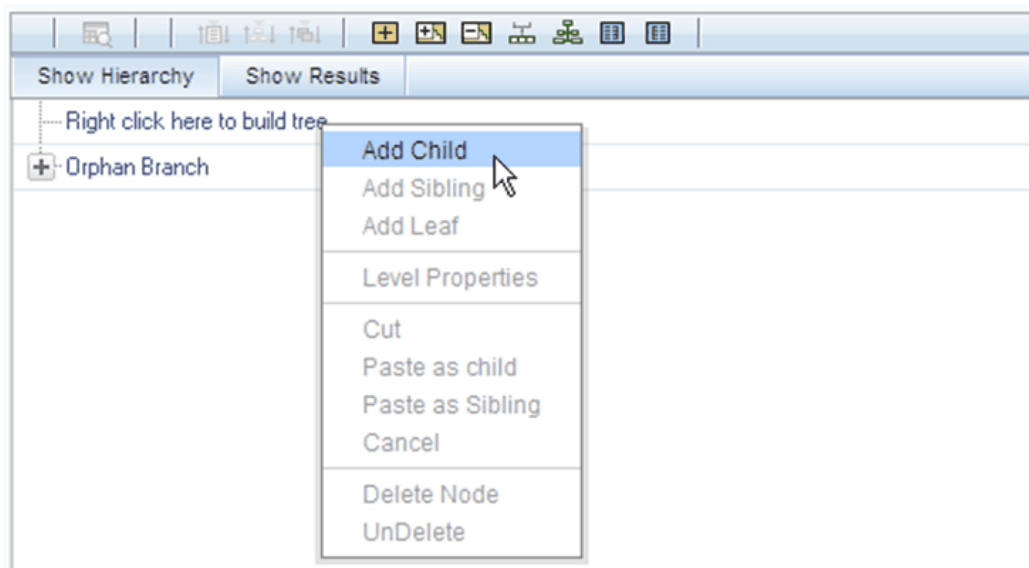 Show Hierarchy Show Results
Right click here to build tree
Orphan Branch
Add Child
Add Sibling
Add Leaf
Level Properties
Cut
Paste as child
Paste as Sibling
Cancel
Delete Node
UnDelete